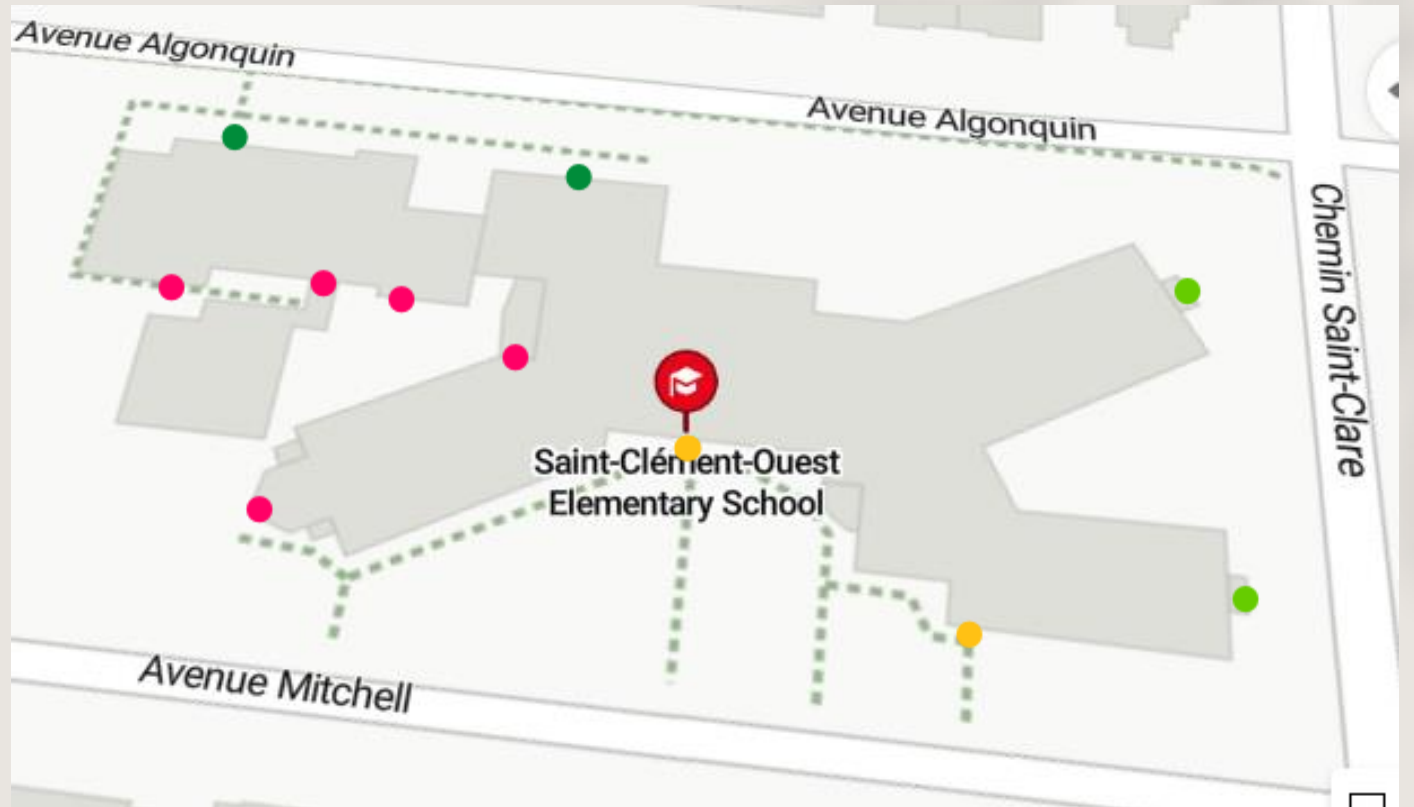 Avenue Algonquin
Avenue Algonquin
Chemin Saint-Clare
Saint-Clément-Ouest
Elementary School
Avenue Mitchell